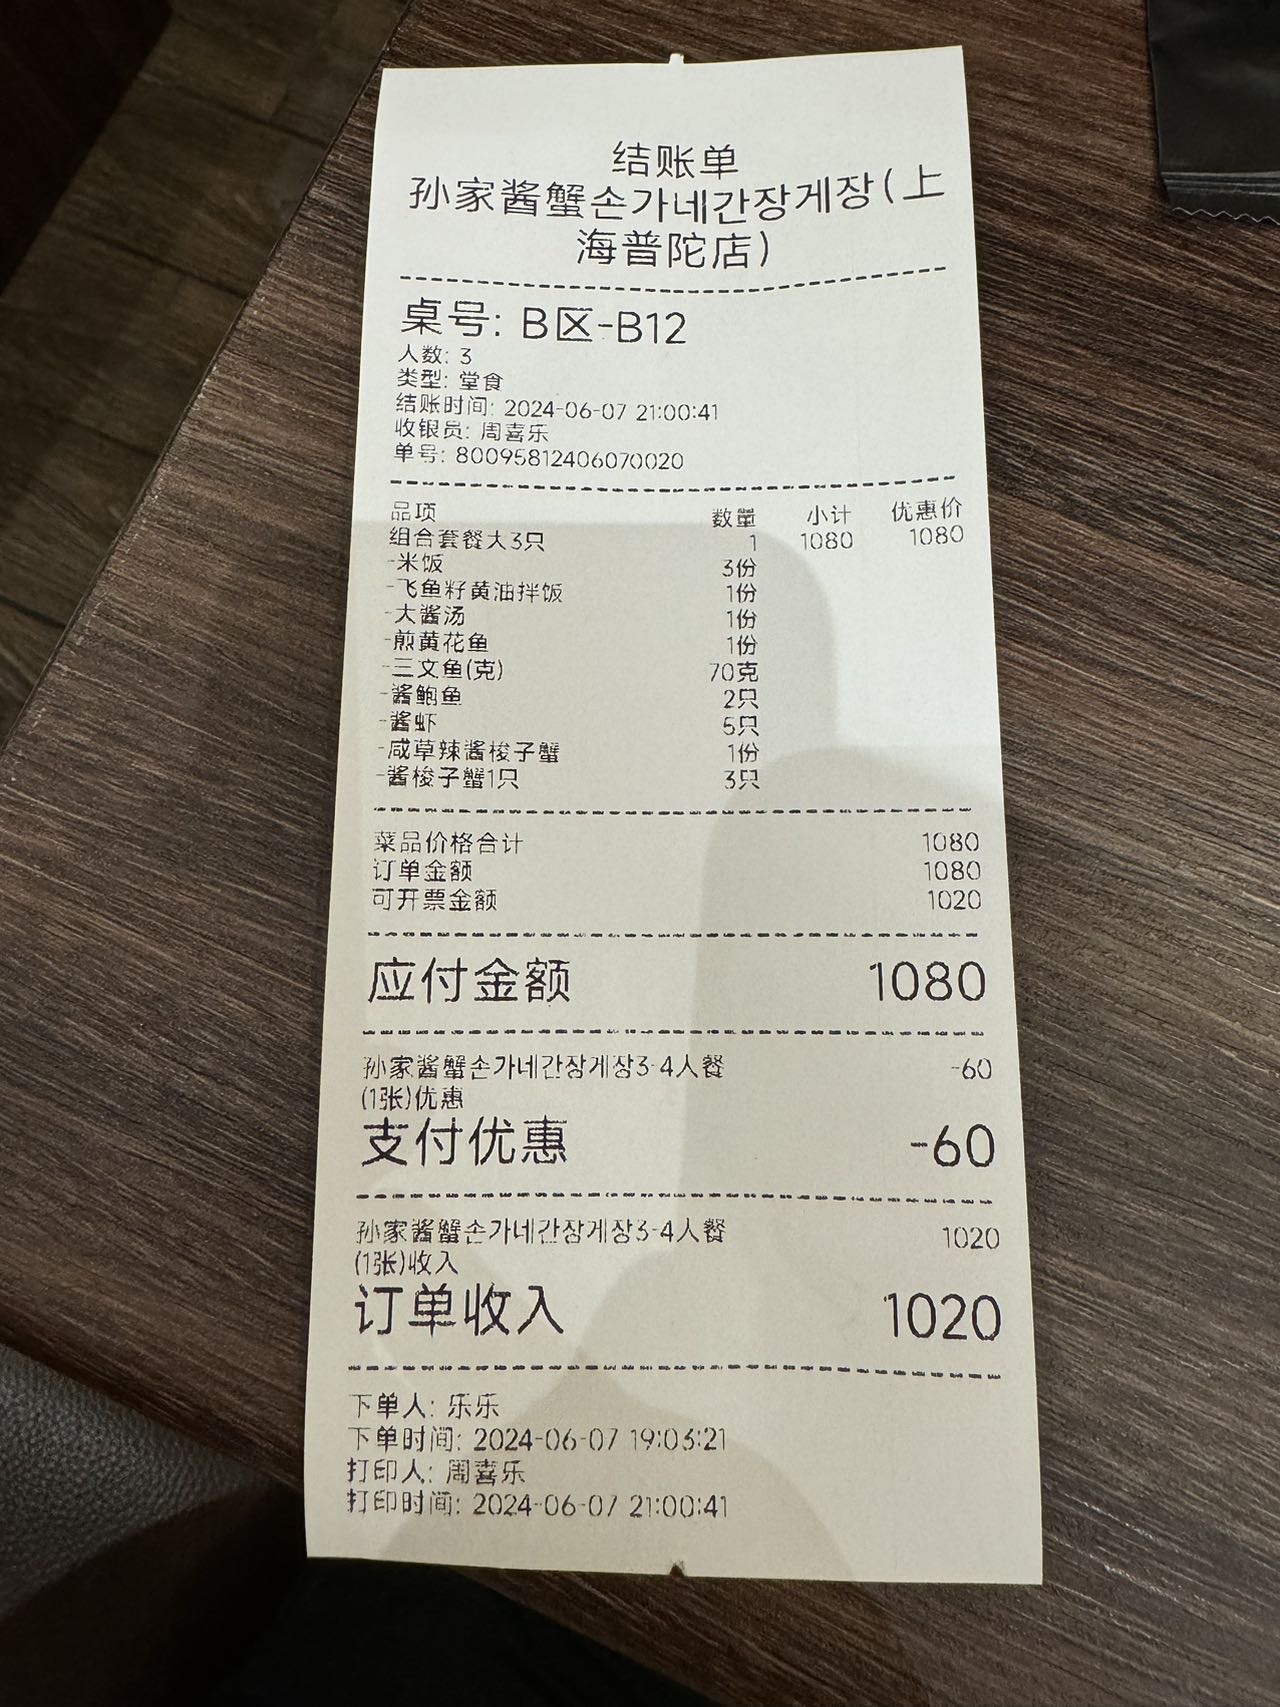 结账单
孙家酱蟹손가네간장게장(上
海普陀店)
桌号: B区-B12
人数: 3
类型: 堂食
结账时间: 2024-06-07 21:00:41
收银员: 周喜乐
单号: 80095812406070020
品项 数量 小计 优惠价
组合套餐大3只 1 1080 1080
-米饭 3份
-飞鱼籽黄油拌饭 1份
-大酱汤 1份
-煎黄花鱼 1份
-三文鱼(克) 70克
-酱鲍鱼 2只
-酱虾 5只
-咸草辣酱梭子蟹 1份
-酱梭子蟹1只 3只
菜品价格合计 1080
订单金额 1080
可开票金额 1020
应付金额 1080
孙家酱蟹손가네간장게장3-4人餐 -60
(1张)优惠
支付优惠 -60
孙家酱蟹손가네간장게장3-4人餐 1020
(1张)收入
订单收入 1020
下单人: 乐乐
下单时间: 2024-06-07 19:03:21
打印人: 周喜乐
打印时间: 2024-06-07 21:00:41